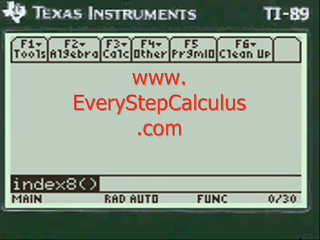 TEXAS INSTRUMENTS TI-89
F1▾ F2▾ F3▾ F4▾ F5 F6▾
Tools Algebra Calc Other PrgmIO Clean Up
www.
EveryStepCalculus
.com
index8()
MAIN RAD AUTO FUNC 0/30